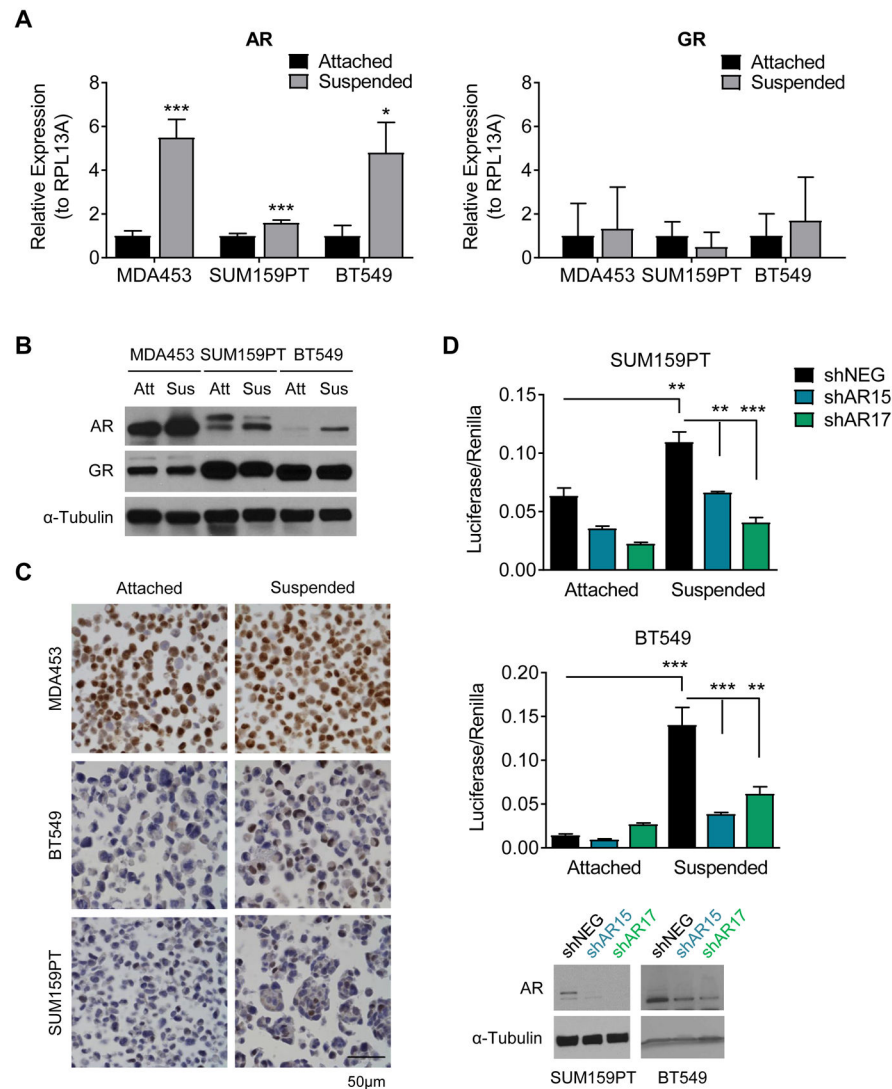 A
AR
Attached
Suspended
Relative Expression
(to RPL13A)
8
6
4
2
0
***
***
*
MDA453 SUM159PT BT549
GR
Attached
Suspended
Relative Expression
(to RPL13A)
8
6
4
2
0
MDA453 SUM159PT BT549
B
MDA453 SUM159PT BT549
Att Sus Att Sus Att Sus
AR
GR
α-Tubulin
C
Attached Suspended
MDA453
BT549
SUM159PT
50µm
D
SUM159PT
shNEG
shAR15
shAR17
Luciferase/Renilla
0.15
0.10
0.05
0.00
**
** ***
Attached Suspended
BT549
Luciferase/Renilla
0.20
0.15
0.10
0.05
0.00
***
*** **
Attached Suspended
shNEG shAR15 shAR17 shNEG shAR15 shAR17
AR
α-Tubulin
SUM159PT BT549